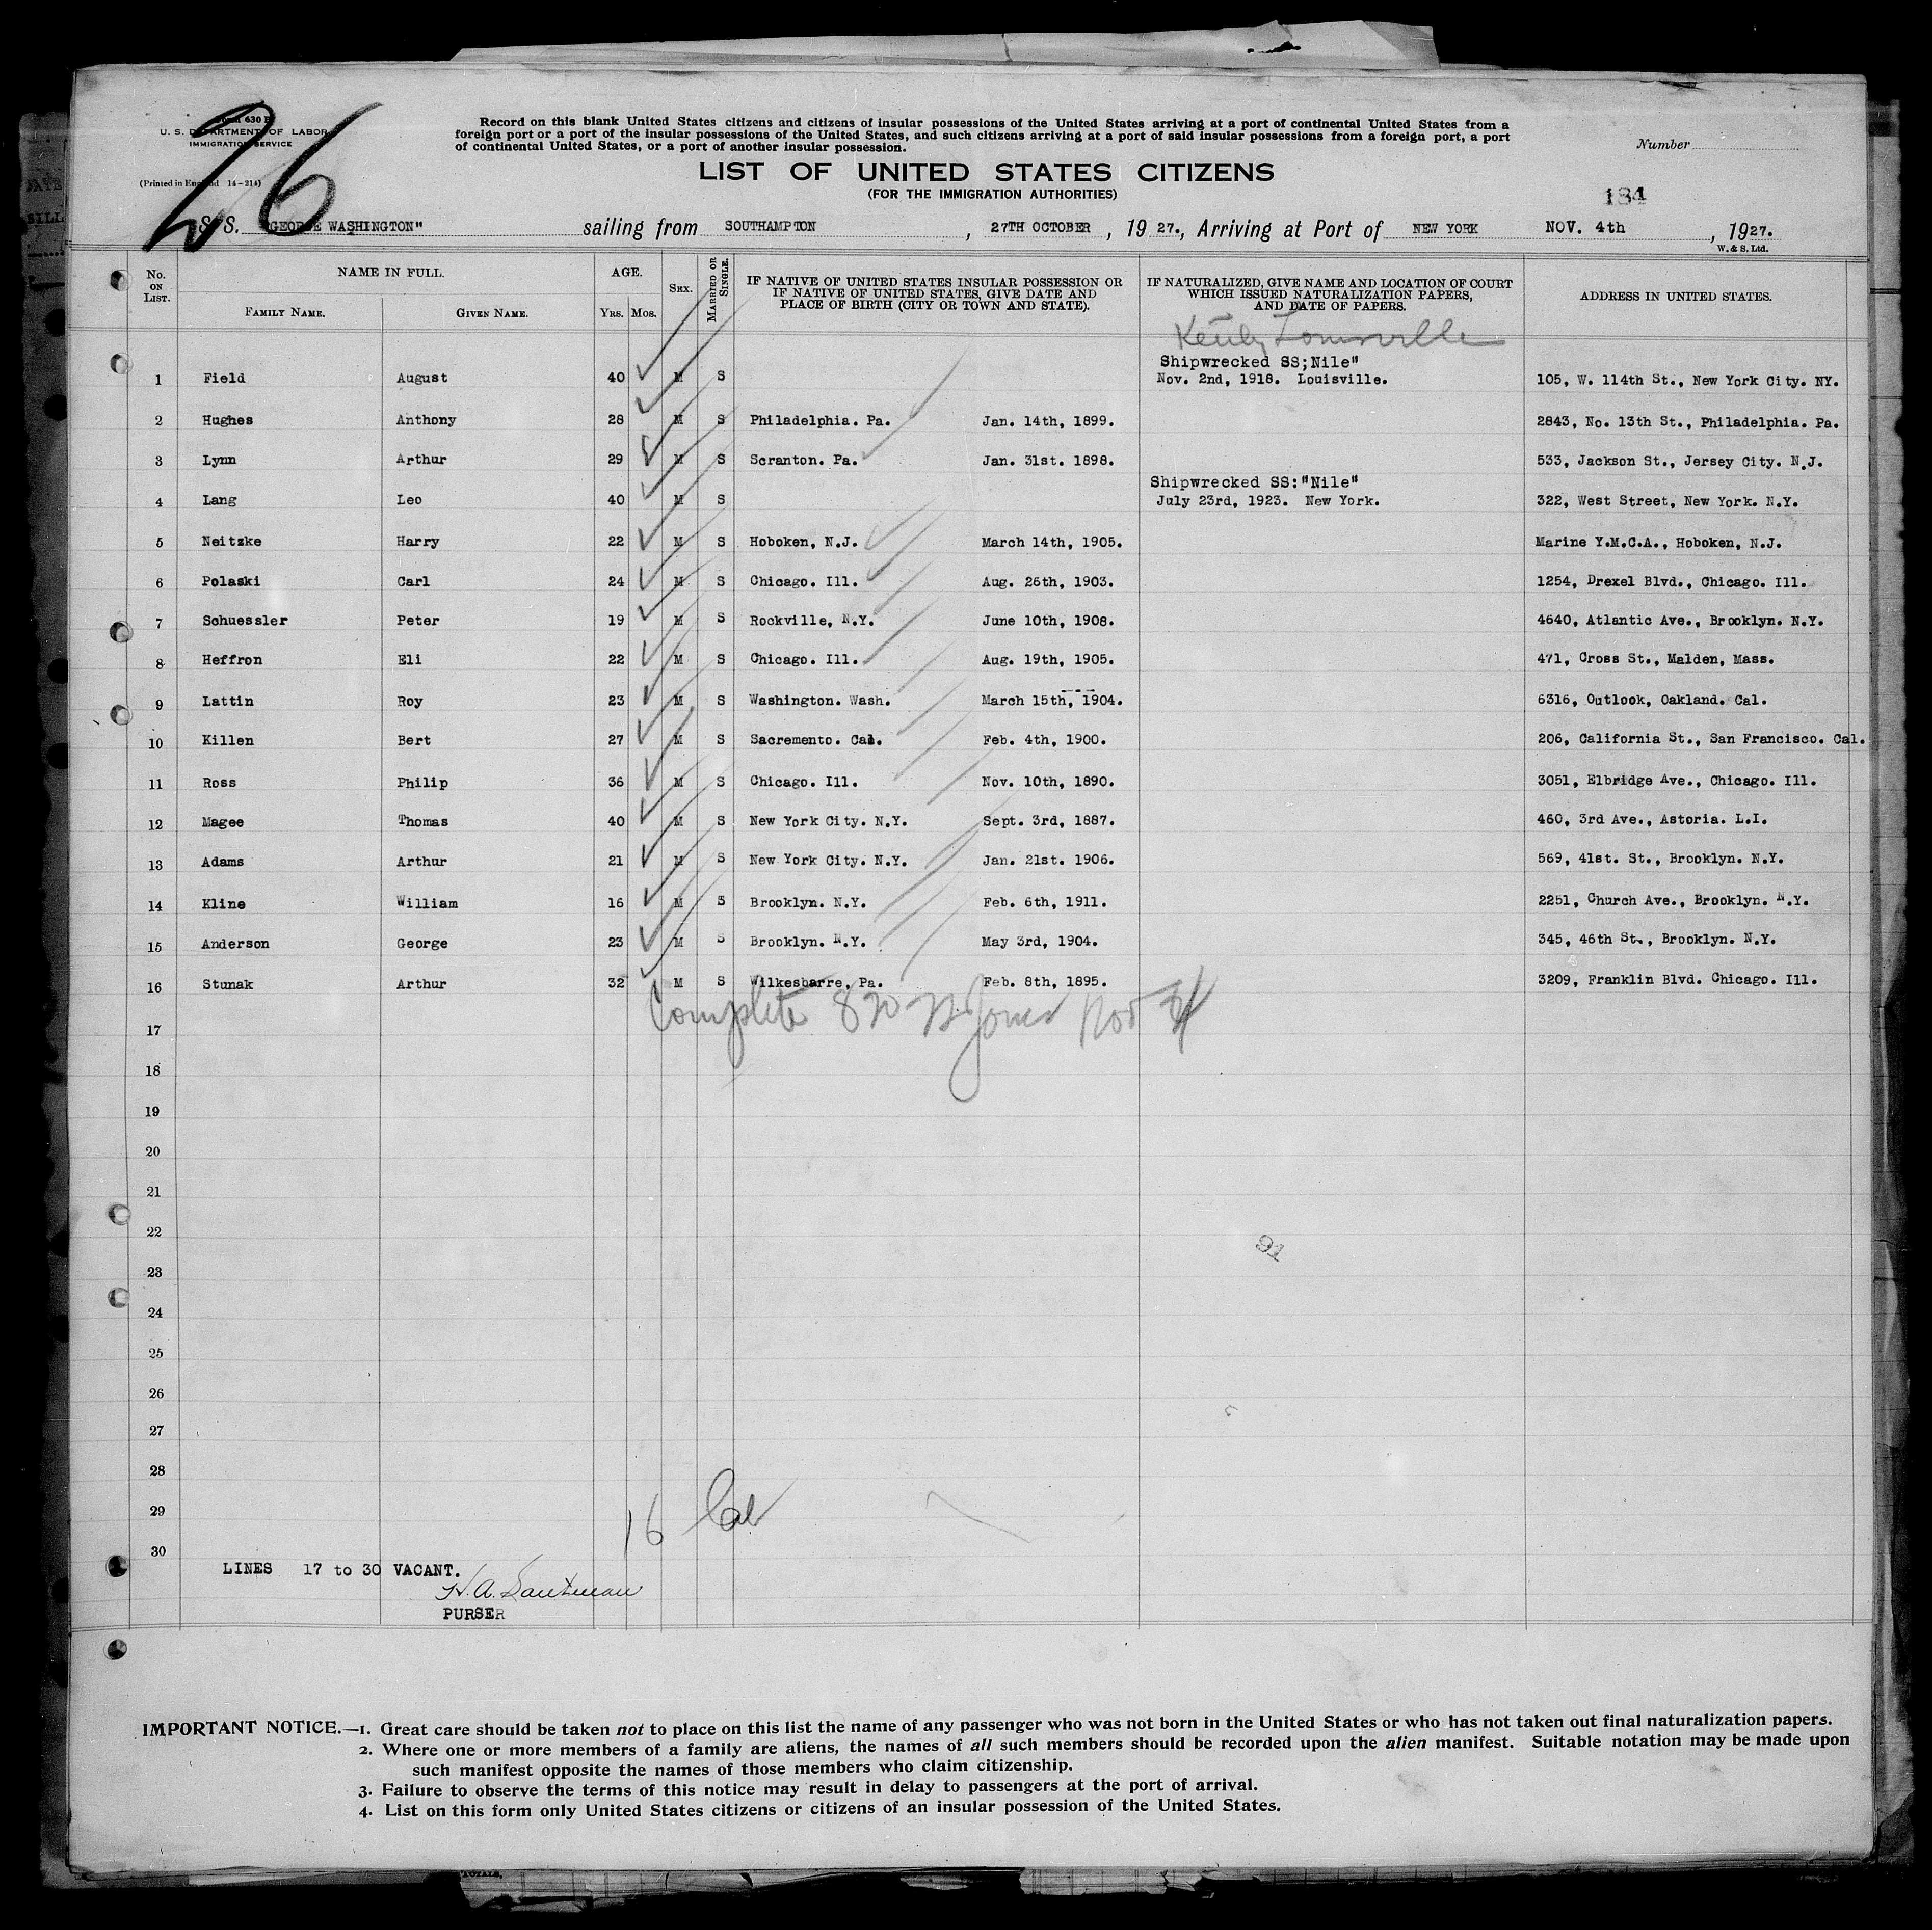 Form 630 B
U. S. DEPARTMENT OF LABOR
IMMIGRATION SERVICE
(Printed in England 14-214)
26
Record on this blank United States citizens and citizens of insular possessions of the United States arriving at a port of continental United States from a
foreign port or a port of the insular possessions of the United States, and such citizens arriving at a port of said insular possessions from a foreign port, a port
of continental United States, or a port of another insular possession.
Number
LIST OF UNITED STATES CITIZENS
(FOR THE IMMIGRATION AUTHORITIES)
184
S. S. "GEORGE WASHINGTON" sailing from SOUTHAMPTON, 27TH OCTOBER, 1927., Arriving at Port of NEW YORK NOV. 4th, 1927.
W. & S. Ltd.
No. ON LIST. NAME IN FULL. FAMILY NAME. GIVEN NAME. AGE. YRS. MOS. SEX. MARRIED OR SINGLE. IF NATIVE OF UNITED STATES INSULAR POSSESSION OR IF NATIVE OF UNITED STATES, GIVE DATE AND PLACE OF BIRTH (CITY OR TOWN AND STATE). IF NATURALIZED, GIVE NAME AND LOCATION OF COURT WHICH ISSUED NATURALIZATION PAPERS, AND DATE OF PAPERS. ADDRESS IN UNITED STATES.
Louisville
Shipwrecked SS;Nile"
1 Field August 40 M S Nov. 2nd, 1918. Louisville. 105, W. 114th St., New York City. NY.
2 Hughes Anthony 28 M S Philadelphia. Pa. Jan. 14th, 1899. 2843, No. 13th St., Philadelphia. Pa.
3 Lynn Arthur 29 M S Scranton. Pa. Jan. 31st. 1898. 533, Jackson St., Jersey City. N.J.
Shipwrecked SS:"Nile"
4 Lang Leo 40 M S July 23rd, 1923. New York. 322, West Street, New York. N.Y.
5 Neitzke Harry 22 M S Hoboken, N.J. March 14th, 1905. Marine Y.M.C.A., Hoboken, N.J.
6 Polaski Carl 24 M S Chicago. Ill. Aug. 26th, 1903. 1254, Drexel Blvd., Chicago. Ill.
7 Schuessler Peter 19 M S Rockville, N.Y. June 10th, 1908. 4640, Atlantic Ave., Brooklyn. N.Y.
8 Heffron Eli 22 M S Chicago. Ill. Aug. 19th, 1905. 471, Cross St., Malden, Mass.
9 Lattin Roy 23 M S Washington. Wash. March 15th, 1904. 6316, Outlook, Oakland. Cal.
10 Killen Bert 27 M S Sacremento. Cal. Feb. 4th, 1900. 206, California St., San Francisco. Cal.
11 Ross Philip 36 M S Chicago. Ill. Nov. 10th, 1890. 3051, Elbridge Ave., Chicago. Ill.
12 Magee Thomas 40 M S New York City. N.Y. Sept. 3rd, 1887. 460, 3rd Ave., Astoria. L.I.
13 Adams Arthur 21 M S New York City. N.Y. Jan. 21st. 1906. 569, 41st. St., Brooklyn. N.Y.
14 Kline William 16 M S Brooklyn. N.Y. Feb. 6th, 1911. 2251, Church Ave., Brooklyn. N.Y.
15 Anderson George 23 M S Brooklyn. N.Y. May 3rd, 1904. 345, 46th St., Brooklyn. N.Y.
16 Stunak Arthur 32 M S Wilkesbarre, Pa. Feb. 8th, 1895. 3209, Franklin Blvd. Chicago. Ill.
Complete
17
18
19
20
21
22
91
23
24
25
26
27
28
29
16
30
LINES 17 to 30 VACANT.
PURSER
IMPORTANT NOTICE.—1. Great care should be taken not to place on this list the name of any passenger who was not born in the United States or who has not taken out final naturalization papers.
2. Where one or more members of a family are aliens, the names of all such members should be recorded upon the alien manifest. Suitable notation may be made upon
such manifest opposite the names of those members who claim citizenship.
3. Failure to observe the terms of this notice may result in delay to passengers at the port of arrival.
4. List on this form only United States citizens or citizens of an insular possession of the United States.
TOTALS,